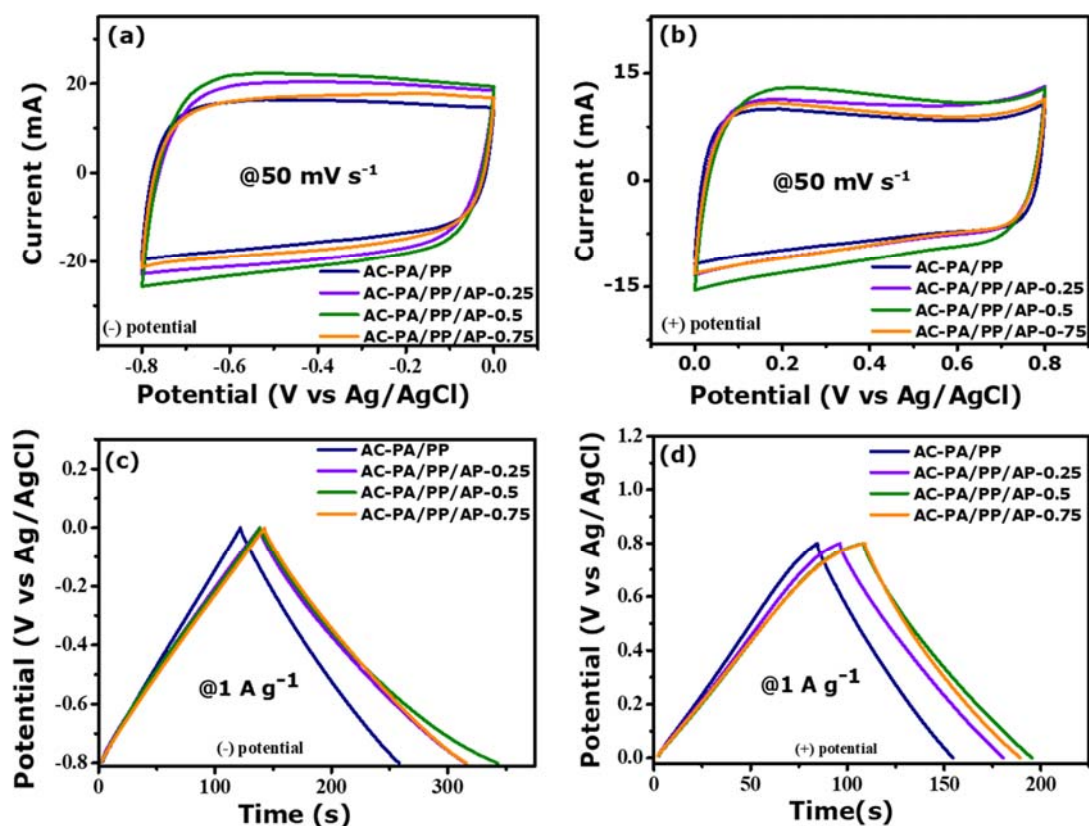 (a)
Current (mA)
20
0
-20
@50 mV s⁻¹
AC-PA/PP
AC-PA/PP/AP-0.25
AC-PA/PP/AP-0.5
AC-PA/PP/AP-0.75
(-) potential
-0.8 -0.6 -0.4 -0.2 0.0
Potential (V vs Ag/AgCl)
(b)
Current (mA)
15
0
-15
@50 mV s⁻¹
AC-PA/PP
AC-PA/PP/AP-0.25
AC-PA/PP/AP-0.5
AC-PA/PP/AP-0-75
(+) potential
0.0 0.2 0.4 0.6 0.8
Potential (V vs Ag/AgCl)
(c)
Potential (V vs Ag/AgCl)
0.2
0.0
-0.2
-0.4
-0.6
-0.8
AC-PA/PP
AC-PA/PP/AP-0.25
AC-PA/PP/AP-0.5
AC-PA/PP/AP-0.75
@1 A g⁻¹
(-) potential
0 100 200 300
Time (s)
(d)
Potential (V vs Ag/AgCl)
1.2
1.0
0.8
0.6
0.4
0.2
0.0
AC-PA/PP
AC-PA/PP/AP-0.25
AC-PA/PP/AP-0.5
AC-PA/PP/AP-0.75
@1 A g⁻¹
(+) potential
0 50 100 150 200
Time(s)